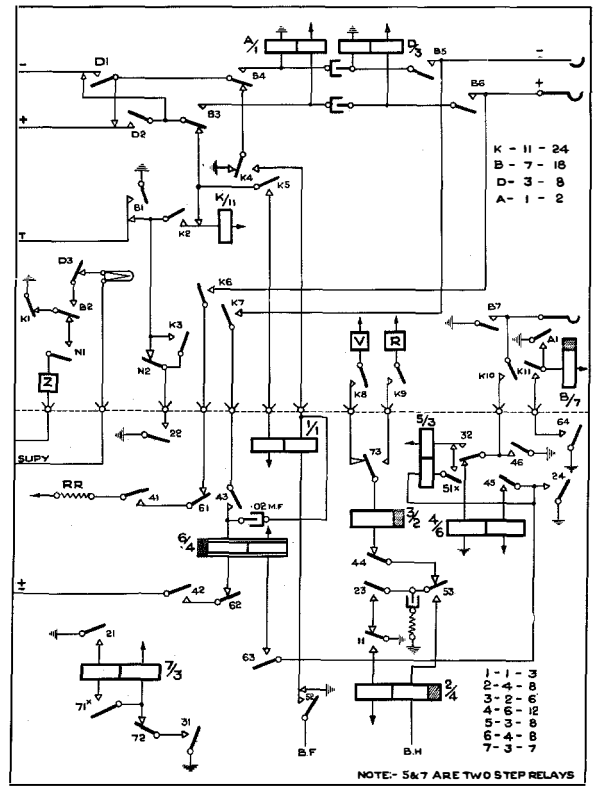 A/1
D/3
D1
B4
B5
−
−
B6
+
D2
B3
+
K4
K5
K — 11 — 24
B — 7 — 18
D — 3 — 8
A — 1 — 2
B1
K/11
K2
T
D3
K6
K7
K1
B2
N1
K3
N2
Z
V
R
K8
K9
B7
A1
K10
K11
B/7
22
1/1
5/3
32
64
73
46
SUPY
51x
RR
41
61
43
·02 M.F
45
24
3/2
4/6
6/4
44
±
42
62
23
53
21
11
63
7/3
2/4
71x
72
31
52
B.F
B.H
1 — 1 — 3
2 — 4 — 8
3 — 2 — 6
4 — 6 — 12
5 — 3 — 8
6 — 4 — 8
7 — 3 — 7
NOTE:- 5&7 ARE TWO STEP RELAYS